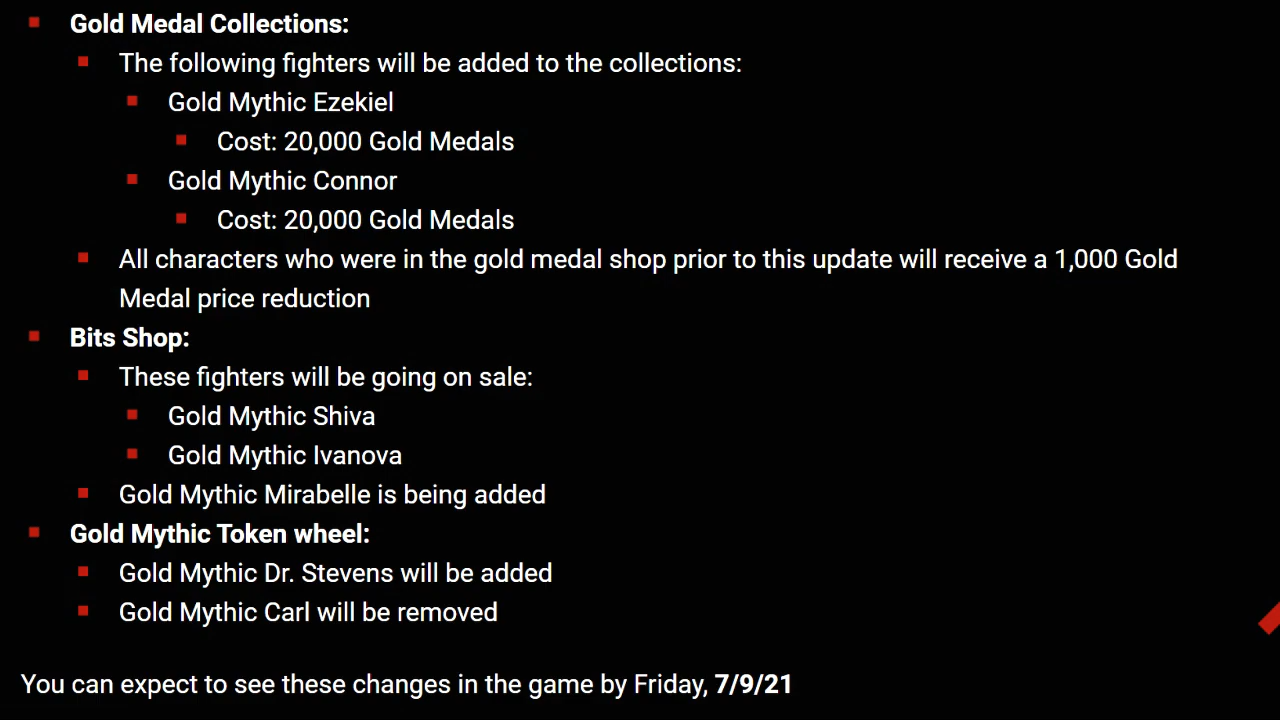 Gold Medal Collections:
The following fighters will be added to the collections:
Gold Mythic Ezekiel
Cost: 20,000 Gold Medals
Gold Mythic Connor
Cost: 20,000 Gold Medals
All characters who were in the gold medal shop prior to this update will receive a 1,000 Gold
Medal price reduction
Bits Shop:
These fighters will be going on sale:
Gold Mythic Shiva
Gold Mythic Ivanova
Gold Mythic Mirabelle is being added
Gold Mythic Token wheel:
Gold Mythic Dr. Stevens will be added
Gold Mythic Carl will be removed
You can expect to see these changes in the game by Friday, 7/9/21